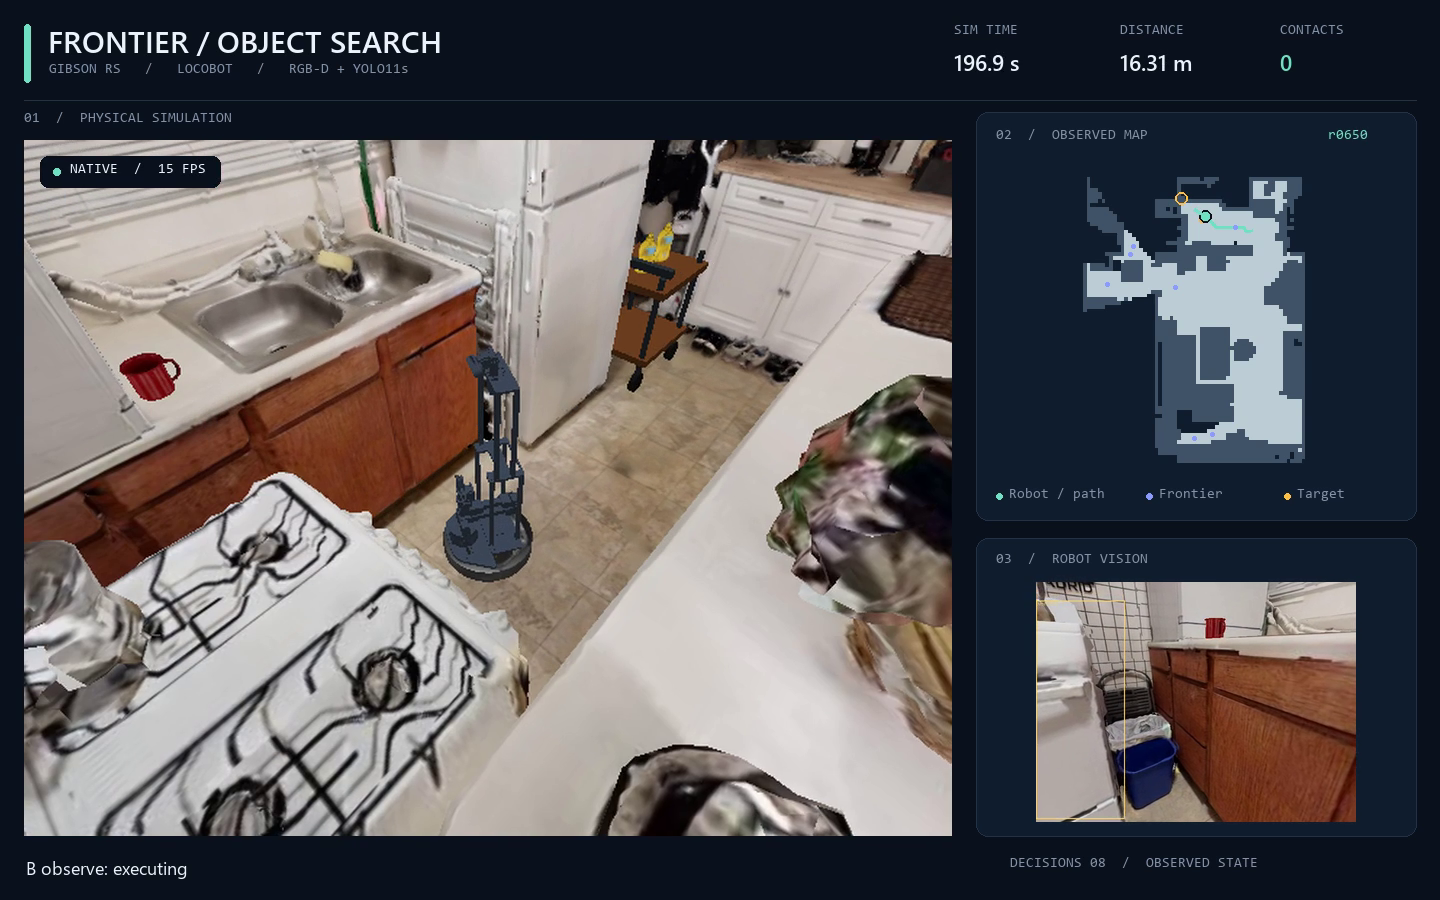 FRONTIER / OBJECT SEARCH
GIBSON RS / LOCOBOT / RGB-D + YOLO11s
SIM TIME
196.9 s
DISTANCE
16.31 m
CONTACTS
0
01 / PHYSICAL SIMULATION
NATIVE / 15 FPS
02 / OBSERVED MAP
r0650
Robot / path
Frontier
Target
03 / ROBOT VISION
B observe: executing
DECISIONS 08 / OBSERVED STATE